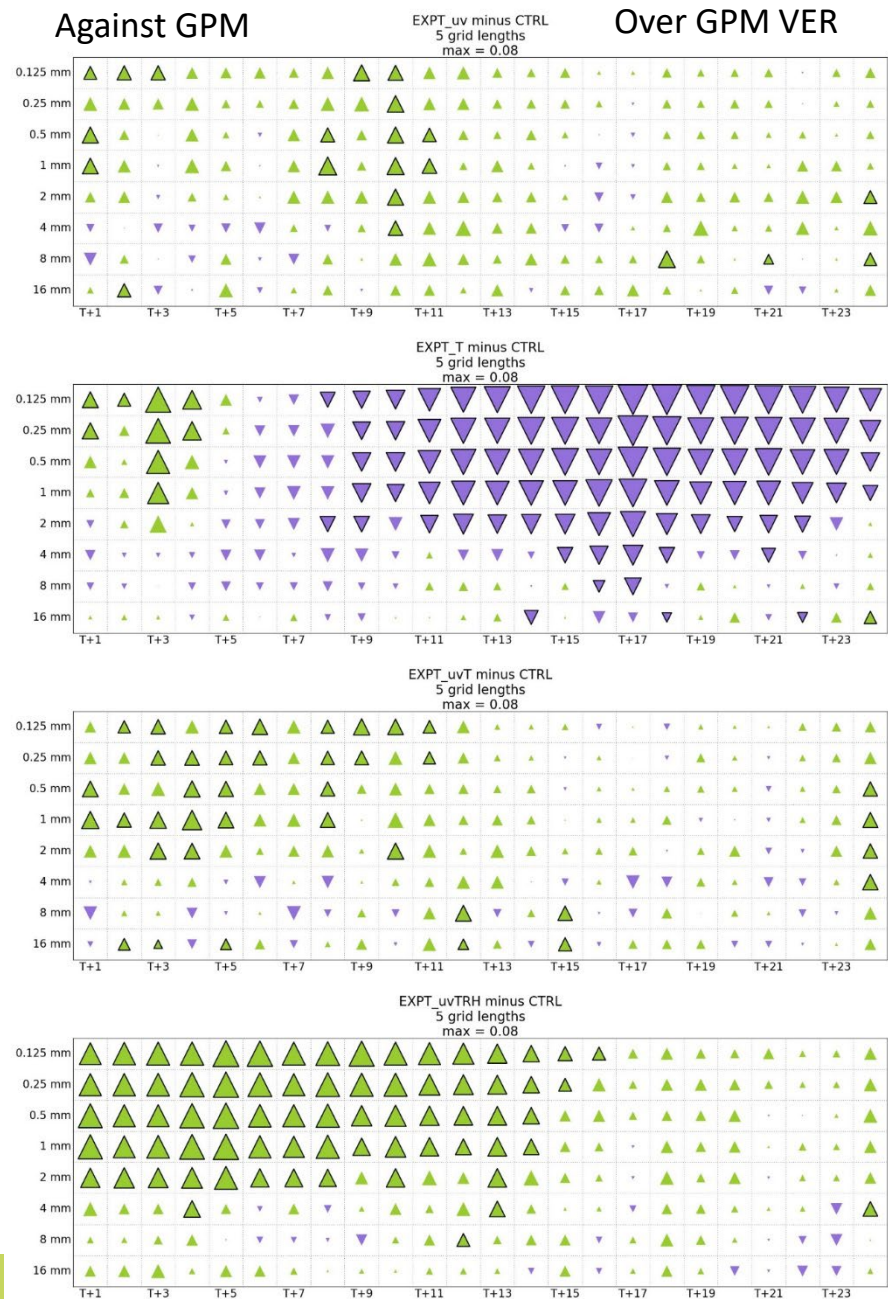 Against GPM
Over GPM VER
EXPT_uv minus CTRL
5 grid lengths
max = 0.08
0.125 mm
0.25 mm
0.5 mm
1 mm
2 mm
4 mm
8 mm
16 mm
T+1 T+3 T+5 T+7 T+9 T+11 T+13 T+15 T+17 T+19 T+21 T+23
EXPT_T minus CTRL
5 grid lengths
max = 0.08
0.125 mm
0.25 mm
0.5 mm
1 mm
2 mm
4 mm
8 mm
16 mm
T+1 T+3 T+5 T+7 T+9 T+11 T+13 T+15 T+17 T+19 T+21 T+23
EXPT_uvT minus CTRL
5 grid lengths
max = 0.08
0.125 mm
0.25 mm
0.5 mm
1 mm
2 mm
4 mm
8 mm
16 mm
T+1 T+3 T+5 T+7 T+9 T+11 T+13 T+15 T+17 T+19 T+21 T+23
EXPT_uvTRH minus CTRL
5 grid lengths
max = 0.08
0.125 mm
0.25 mm
0.5 mm
1 mm
2 mm
4 mm
8 mm
16 mm
T+1 T+3 T+5 T+7 T+9 T+11 T+13 T+15 T+17 T+19 T+21 T+23